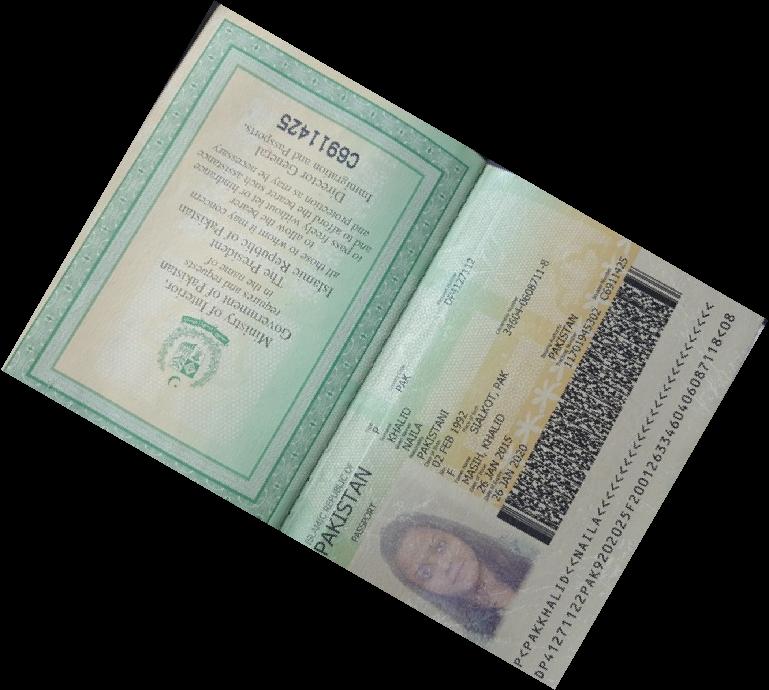 Ministry of Interior,
Government of Pakistan
requires and requests
in the name of
The President
Islamic Republic of Pakistan
all those to whom it may concern
to allow the bearer
to pass freely without let or hindrance
and to afford the bearer such assistance
and protection as may be necessary
Director General
Immigration and Passports.
C6911425
ISLAMIC REPUBLIC OF
PAKISTAN
PASSPORT
P PAK DP4127112
KHALID
NAILA
PAKISTANI
02 FEB 1992 34604-0608711-8
F SIALKOT, PAK
MASIH, KHALID
26 JAN 2015 PAKISTAN
26 JAN 2020 C6911425
P<PAKKHALID<<NAILA<<<<<<<<<<<<<<<<<<<<<<<<<<
DP41271122PAK9202025F20012633460406087118<08